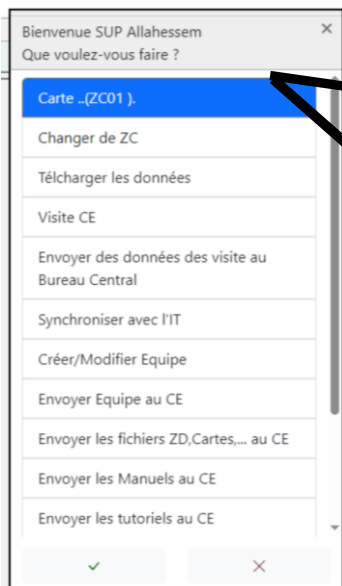 Bienvenue SUP Allahessem
Que voulez-vous faire ?
Carte ..(ZC01 ).
Changer de ZC
Télcharger les données
Visite CE
Envoyer des données des visite au
Bureau Central
Synchroniser avec l'IT
Créer/Modifier Equipe
Envoyer Equipe au CE
Envoyer les fichiers ZD,Cartes,... au CE
Envoyer les Manuels au CE
Envoyer les tutoriels au CE